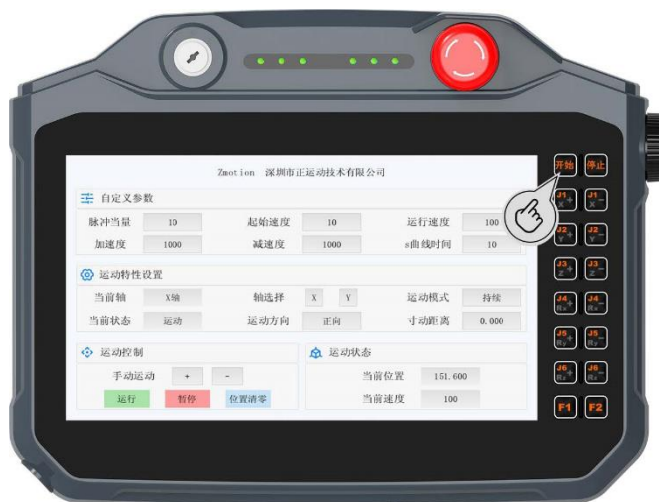 Zmotion 深圳市正运动技术有限公司
自定义参数
脉冲当量 10 起始速度 10 运行速度 100
加速度 1000 减速度 1000 s曲线时间 10
运动特性设置
当前轴 X轴 轴选择 X Y 运动模式 持续
当前状态 运动 运动方向 正向 寸动距离 0.000
运动控制 运动状态
手动运动 + - 当前位置 151.600
运行 暂停 位置清零 当前速度 100
开始 停止
J1 X+ J1 X-
J2 Y+ J2 Y-
J3 Z+ J3 Z-
J4 Rx+ J4 Rx-
J5 Ry+ J5 Ry-
J6 Rz+ J6 Rz-
F1 F2